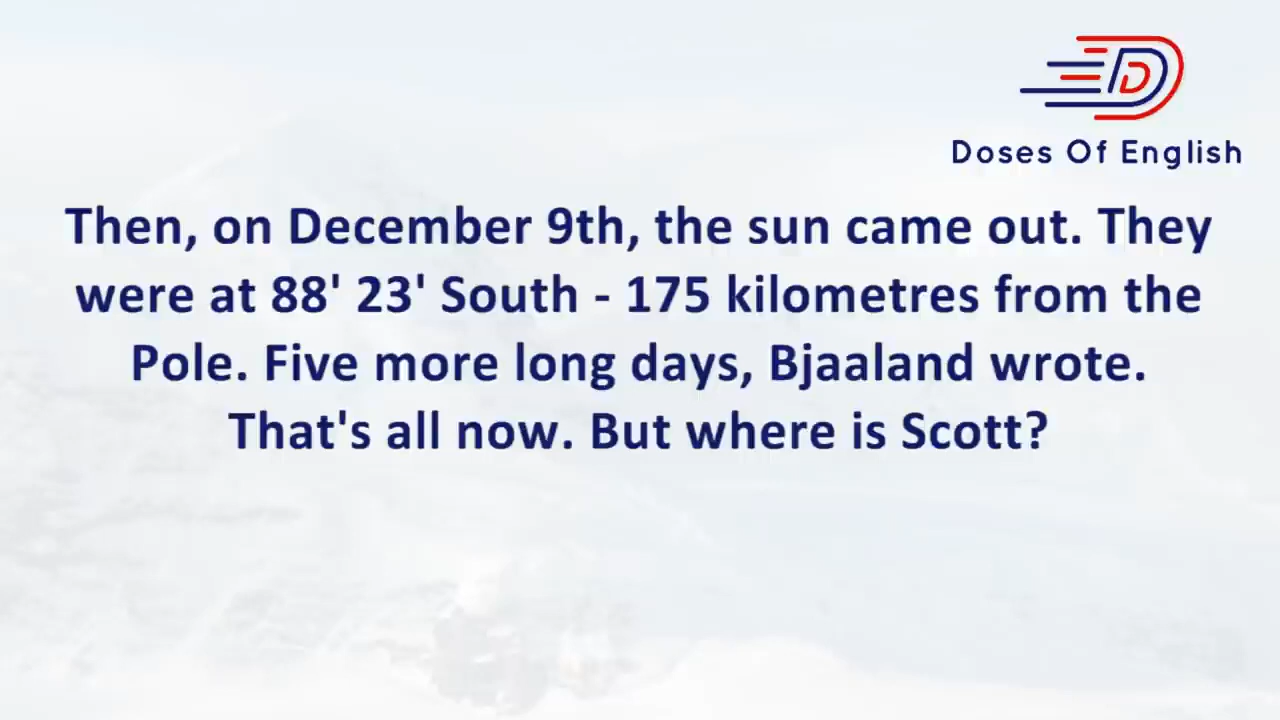 Doses Of English
Then, on December 9th, the sun came out. They
were at 88' 23' South - 175 kilometres from the
Pole. Five more long days, Bjaaland wrote.
That's all now. But where is Scott?